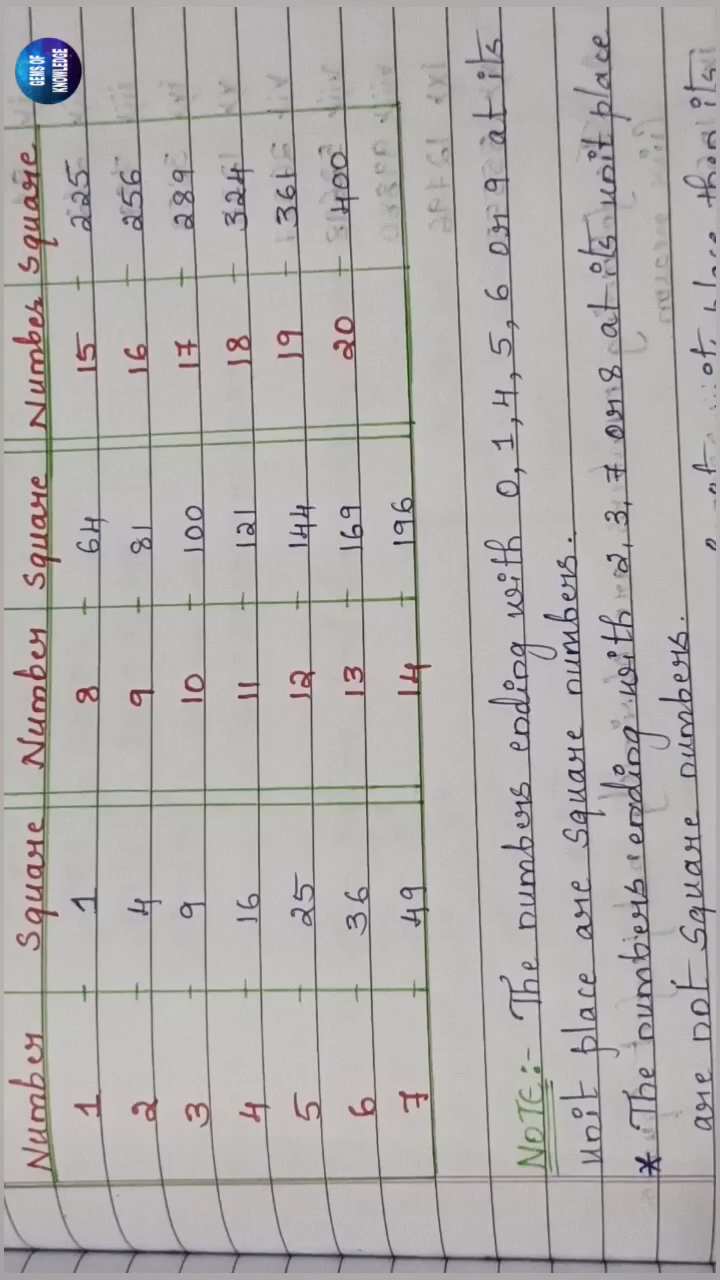 GEMS OF
KNOWLEDGE
Number Square Number Square Number Square
1 - 1 8 - 64 15 - 225
2 - 4 9 - 81 16 - 256
3 - 9 10 - 100 17 - 289
4 - 16 11 - 121 18 - 324
5 - 25 12 - 144 19 - 361
6 - 36 13 - 169 20 - 400
7 - 49 14 - 196
NOTE:- The numbers ending with 0, 1, 4, 5, 6 or 9 at its
unit place are square numbers.
* The numbers ending with 2, 3, 7 or 8 at its unit place
are not square numbers.
place then its